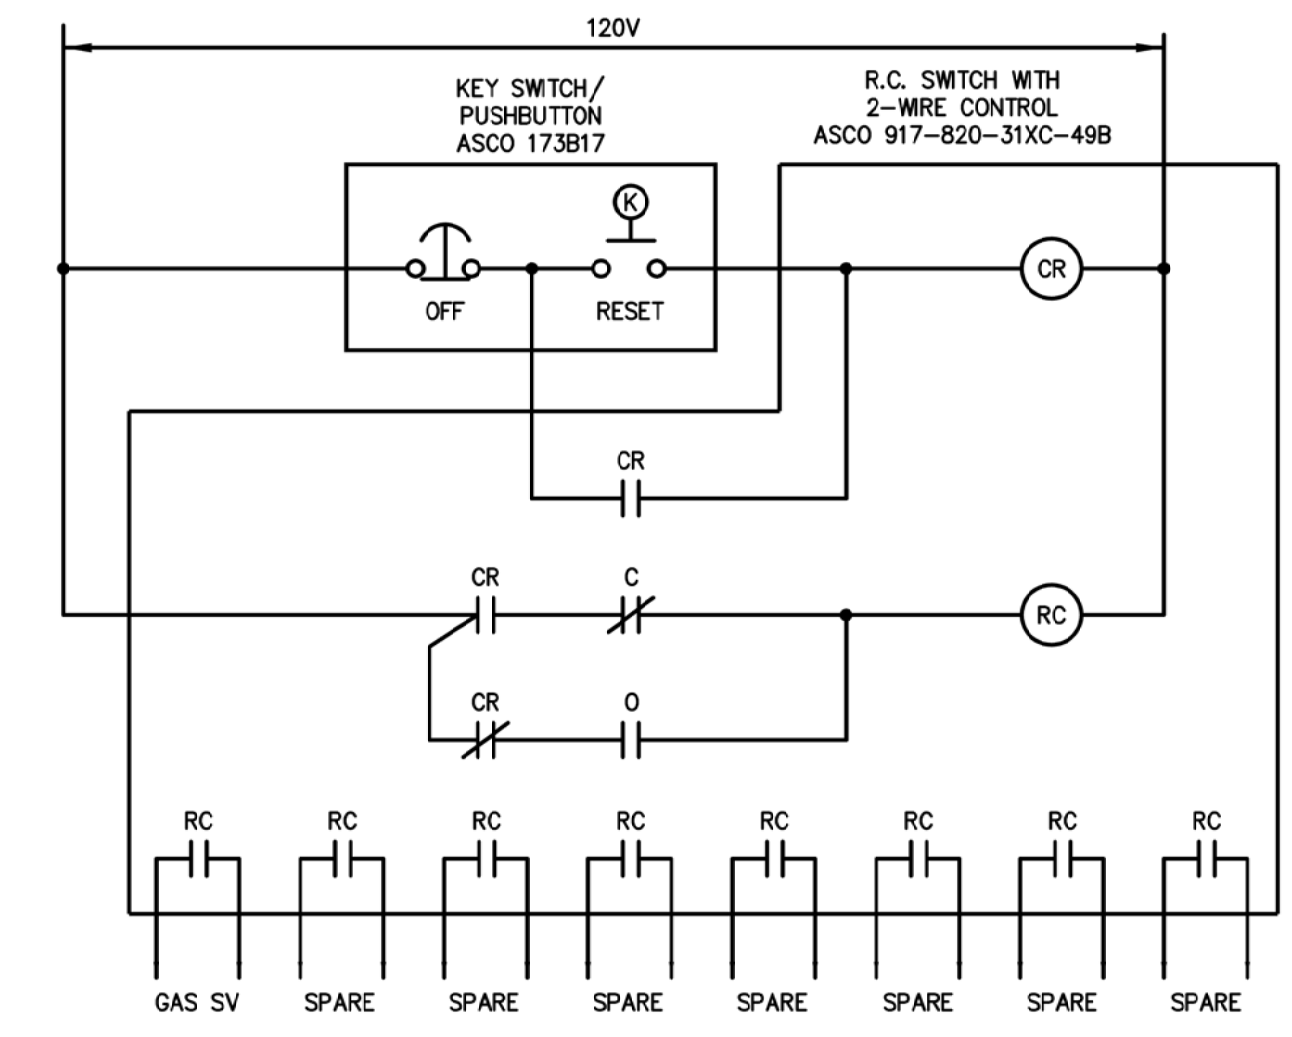 120V
KEY SWITCH/
PUSHBUTTON
ASCO 173B17
R.C. SWITCH WITH
2-WIRE CONTROL
ASCO 917-820-31XC-49B
K
CR
OFF
RESET
CR
CR
C
RC
CR
O
RC
RC
RC
RC
RC
RC
RC
RC
GAS SV
SPARE
SPARE
SPARE
SPARE
SPARE
SPARE
SPARE